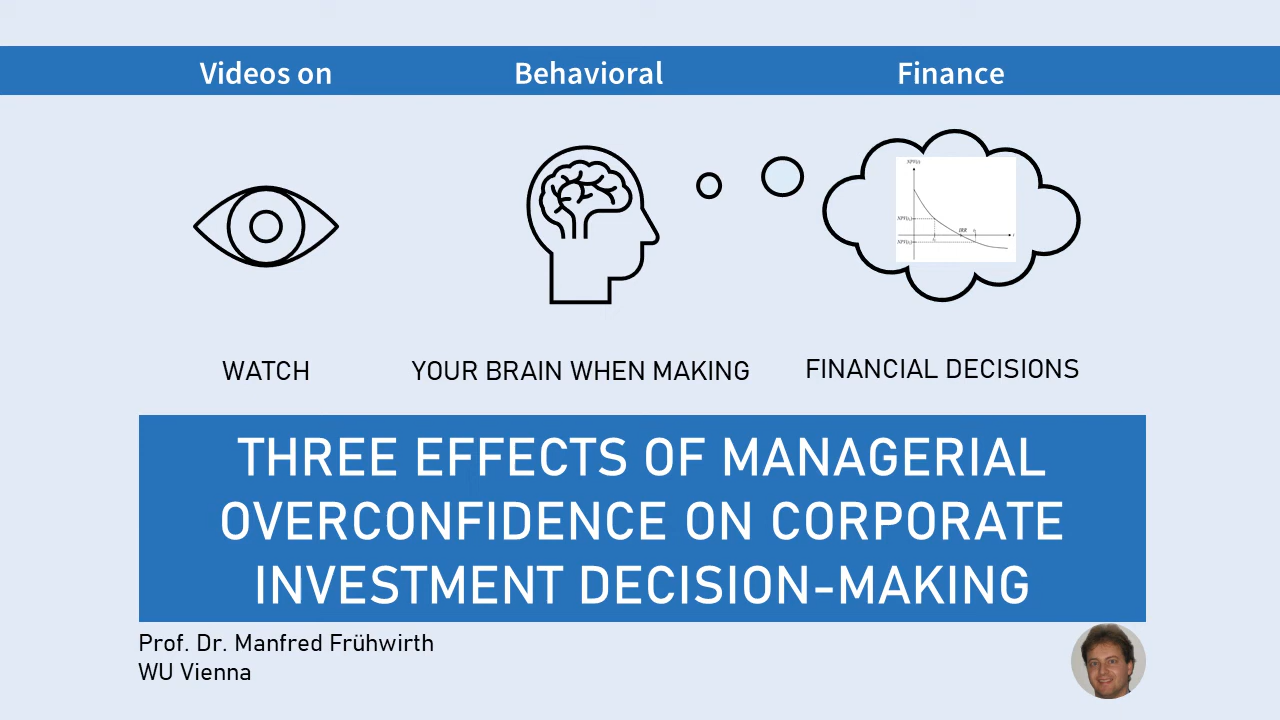 Videos on Behavioral Finance
WATCH YOUR BRAIN WHEN MAKING FINANCIAL DECISIONS
THREE EFFECTS OF MANAGERIAL
OVERCONFIDENCE ON CORPORATE
INVESTMENT DECISION-MAKING
Prof. Dr. Manfred Frühwirth
WU Vienna